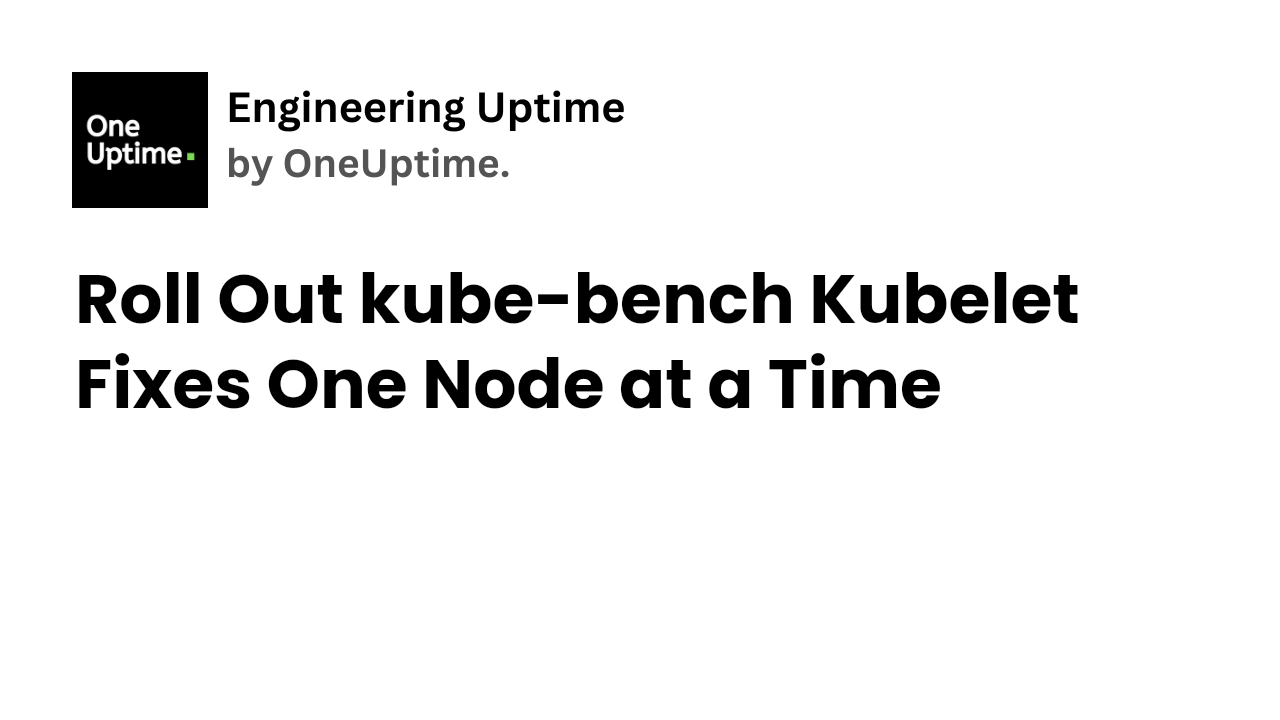 One
Uptime
Engineering Uptime
by OneUptime.
Roll Out kube-bench Kubelet
Fixes One Node at a Time